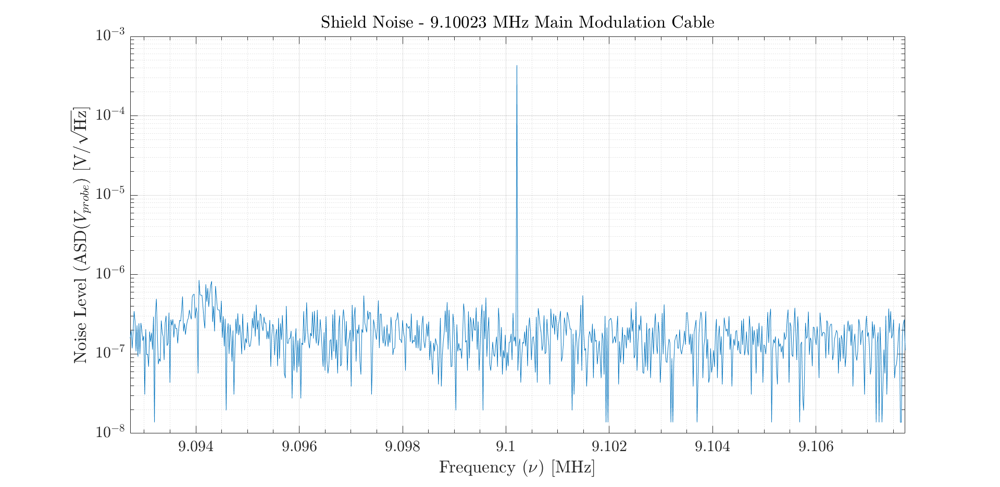 Shield Noise - 9.10023 MHz Main Modulation Cable
Noise Level (ASD(V_{probe}) [V/√Hz]
10^{-3}
10^{-4}
10^{-5}
10^{-6}
10^{-7}
10^{-8}
9.094 9.096 9.098 9.1 9.102 9.104 9.106
Frequency (ν) [MHz]